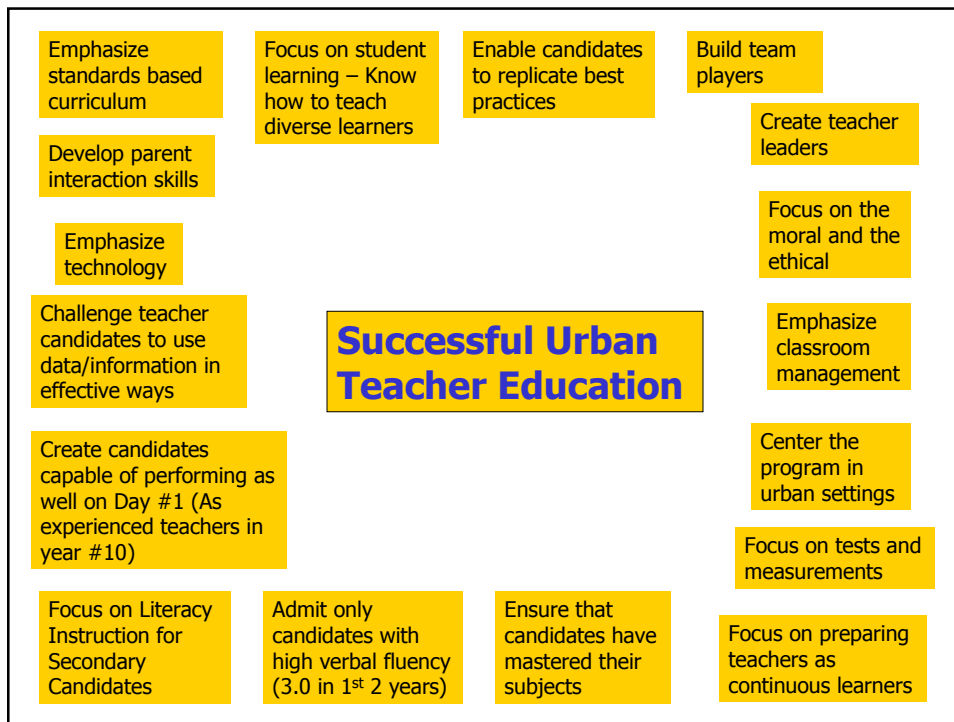 Emphasize
standards based
curriculum
Focus on student
learning – Know
how to teach
diverse learners
Enable candidates
to replicate best
practices
Build team
players
Create teacher
leaders
Develop parent
interaction skills
Focus on the
moral and the
ethical
Emphasize
technology
Challenge teacher
candidates to use
data/information in
effective ways
Successful Urban
Teacher Education
Emphasize
classroom
management
Create candidates
capable of performing as
well on Day #1 (As
experienced teachers in
year #10)
Center the
program in
urban settings
Focus on tests and
measurements
Focus on Literacy
Instruction for
Secondary
Candidates
Admit only
candidates with
high verbal fluency
(3.0 in 1st 2 years)
Ensure that
candidates have
mastered their
subjects
Focus on preparing
teachers as
continuous learners